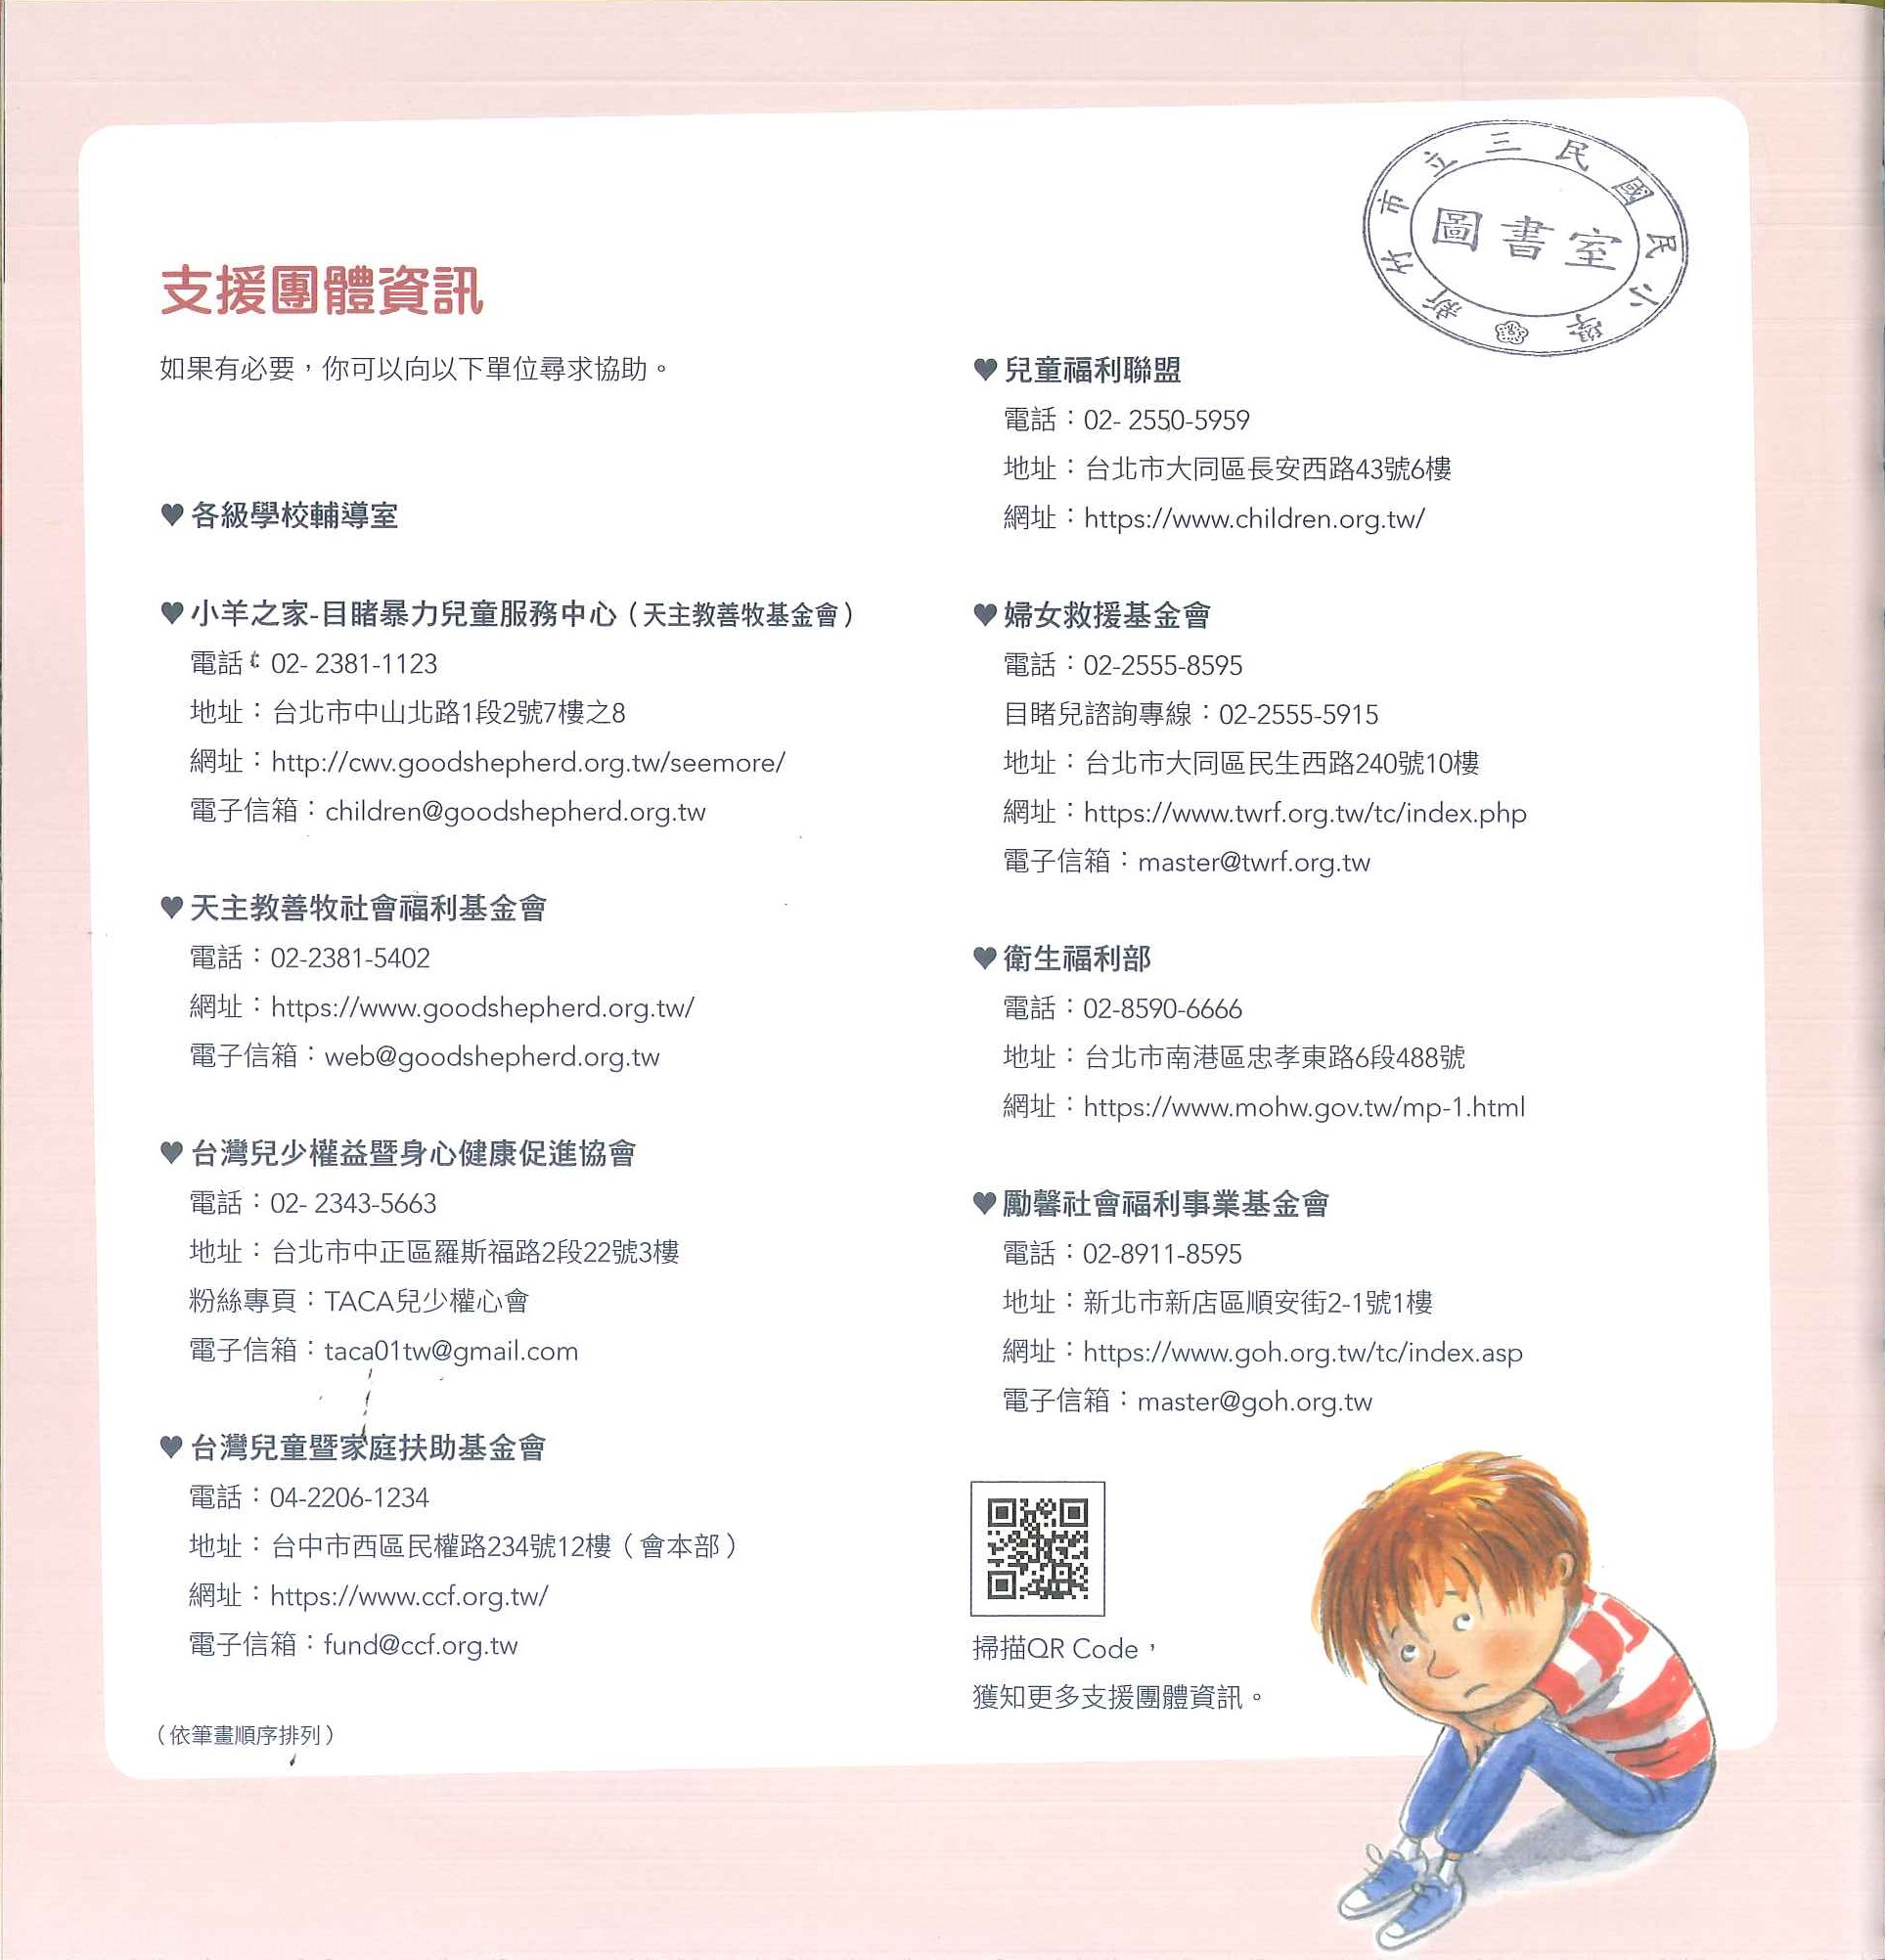 新竹市立三民國民小學
圖書室
支援團體資訊
如果有必要，你可以向以下單位尋求協助。
♥各級學校輔導室
♥小羊之家-目睹暴力兒童服務中心（天主教善牧基金會）
電話：02- 2381-1123
地址：台北市中山北路1段2號7樓之8
網址：http://cwv.goodshepherd.org.tw/seemore/
電子信箱：children@goodshepherd.org.tw
♥天主教善牧社會福利基金會
電話：02-2381-5402
網址：https://www.goodshepherd.org.tw/
電子信箱：web@goodshepherd.org.tw
♥台灣兒少權益暨身心健康促進協會
電話：02- 2343-5663
地址：台北市中正區羅斯福路2段22號3樓
粉絲專頁：TACA兒少權心會
電子信箱：taca01tw@gmail.com
♥台灣兒童暨家庭扶助基金會
電話：04-2206-1234
地址：台中市西區民權路234號12樓（會本部）
網址：https://www.ccf.org.tw/
電子信箱：fund@ccf.org.tw
（依筆畫順序排列）
♥兒童福利聯盟
電話：02- 2550-5959
地址：台北市大同區長安西路43號6樓
網址：https://www.children.org.tw/
♥婦女救援基金會
電話：02-2555-8595
目睹兒諮詢專線：02-2555-5915
地址：台北市大同區民生西路240號10樓
網址：https://www.twrf.org.tw/tc/index.php
電子信箱：master@twrf.org.tw
♥衛生福利部
電話：02-8590-6666
地址：台北市南港區忠孝東路6段488號
網址：https://www.mohw.gov.tw/mp-1.html
♥勵馨社會福利事業基金會
電話：02-8911-8595
地址：新北市新店區順安街2-1號1樓
網址：https://www.goh.org.tw/tc/index.asp
電子信箱：master@goh.org.tw
掃描QR Code，
獲知更多支援團體資訊。